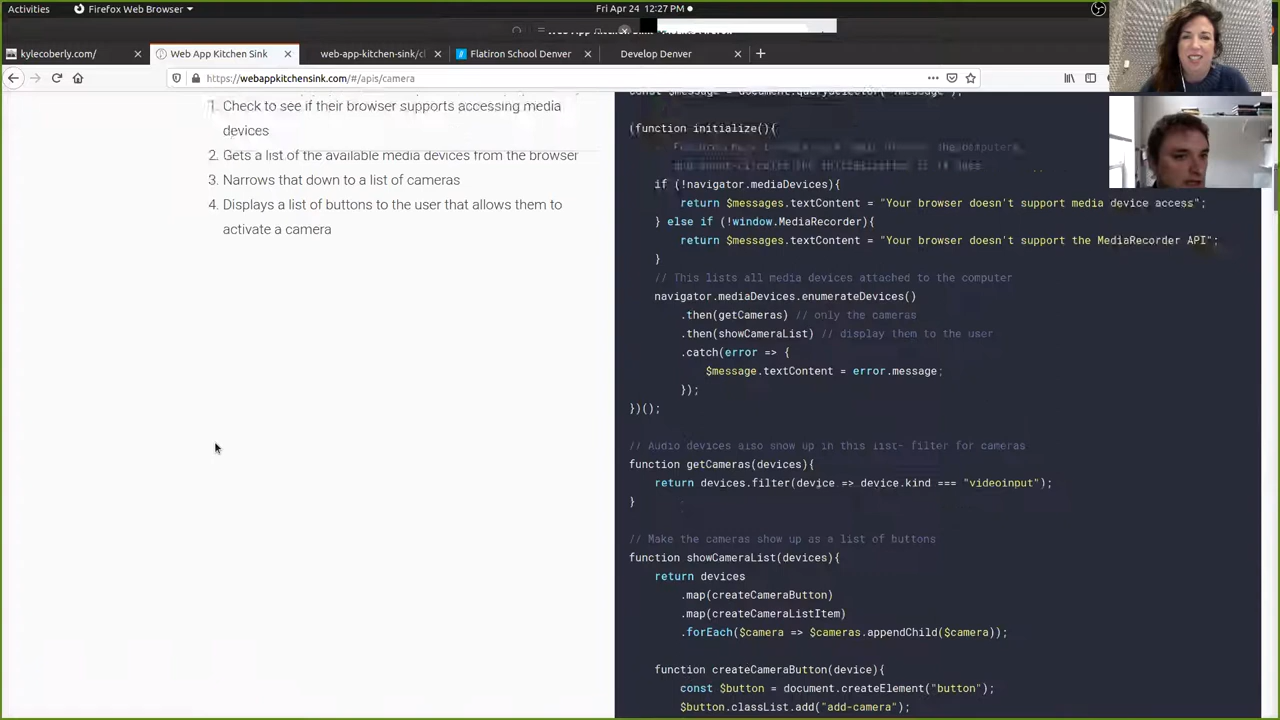 Activities
Firefox Web Browser
Fri Apr 24 12:27 PM
kylecoberly.com/
Web App Kitchen Sink
web-app-kitchen-sink/cl
Flatiron School Denver
Develop Denver
https://webappkitchensink.com/#/apis/camera
1. Check to see if their browser supports accessing media
devices
2. Gets a list of the available media devices from the browser
3. Narrows that down to a list of cameras
4. Displays a list of buttons to the user that allows them to
activate a camera
(function initialize(){
if (!navigator.mediaDevices){
return $messages.textContent = "Your browser doesn't support media device access";
} else if (!window.MediaRecorder){
return $messages.textContent = "Your browser doesn't support the MediaRecorder API";
}
// This lists all media devices attached to the computer
navigator.mediaDevices.enumerateDevices()
.then(getCameras) // only the cameras
.then(showCameraList) // display them to the user
.catch(error => {
$message.textContent = error.message;
});
})();
// Audio devices also show up in this list- filter for cameras
function getCameras(devices){
return devices.filter(device => device.kind === "videoinput");
}
// Make the cameras show up as a list of buttons
function showCameraList(devices){
return devices
.map(createCameraButton)
.map(createCameraListItem)
.forEach($camera => $cameras.appendChild($camera));
function createCameraButton(device){
const $button = document.createElement("button");
$button.classList.add("add-camera");